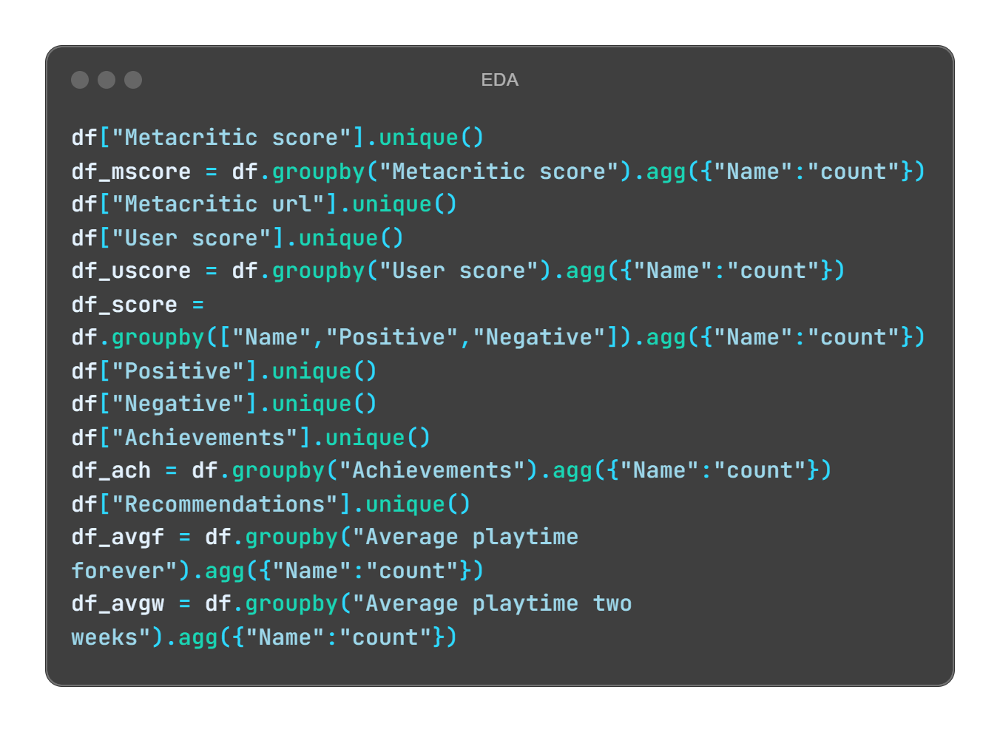 EDA
df["Metacritic score"].unique()
df_mscore = df.groupby("Metacritic score").agg({"Name":"count"})
df["Metacritic url"].unique()
df["User score"].unique()
df_uscore = df.groupby("User score").agg({"Name":"count"})
df_score =
df.groupby(["Name","Positive","Negative"]).agg({"Name":"count"})
df["Positive"].unique()
df["Negative"].unique()
df["Achievements"].unique()
df_ach = df.groupby("Achievements").agg({"Name":"count"})
df["Recommendations"].unique()
df_avgf = df.groupby("Average playtime
forever").agg({"Name":"count"})
df_avgw = df.groupby("Average playtime two
weeks").agg({"Name":"count"})